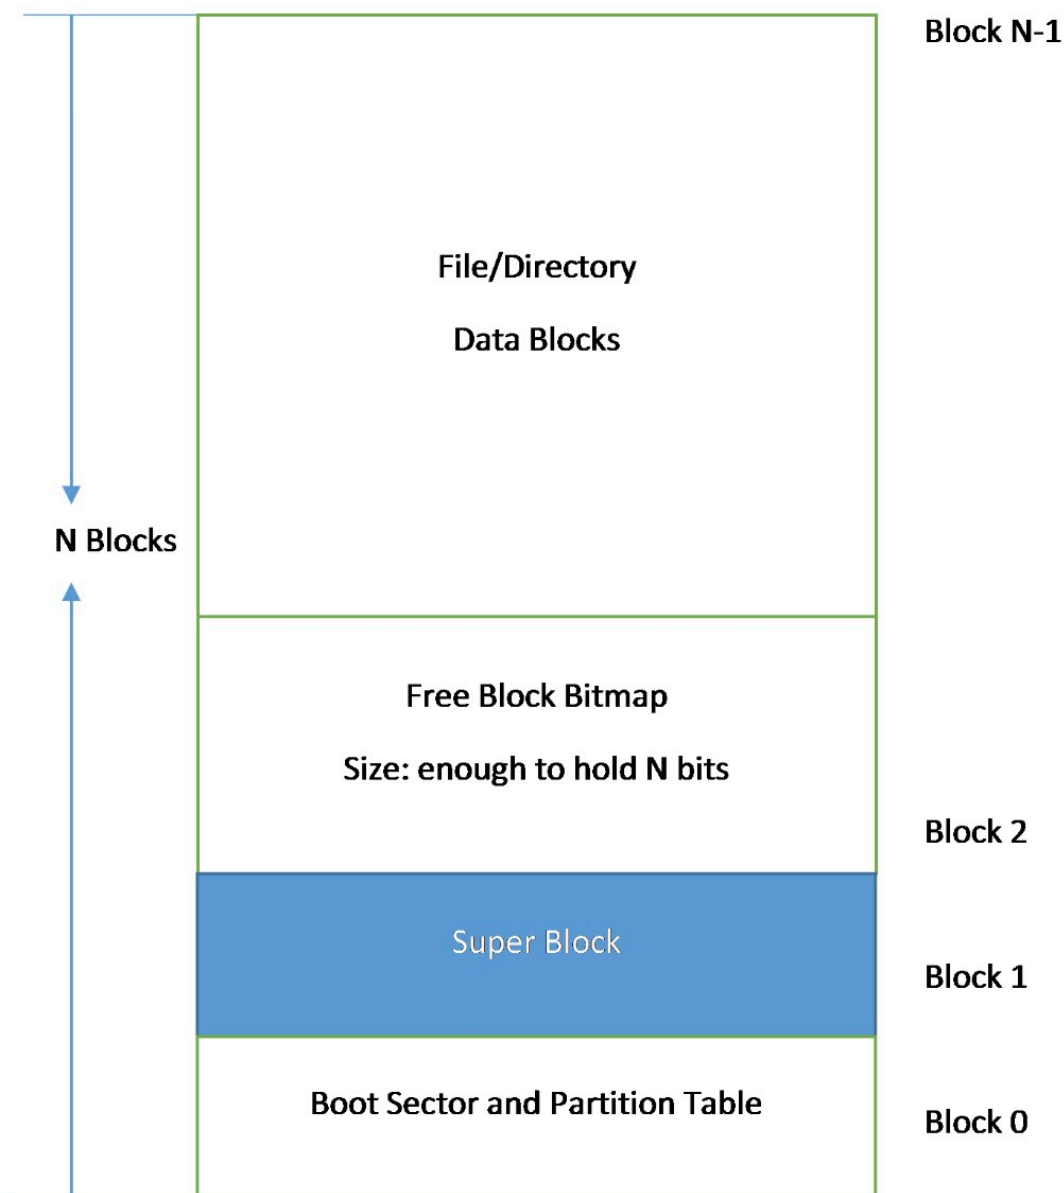 Block N-1
File/Directory
Data Blocks
N Blocks
Free Block Bitmap
Size: enough to hold N bits
Block 2
Super Block
Block 1
Boot Sector and Partition Table
Block 0